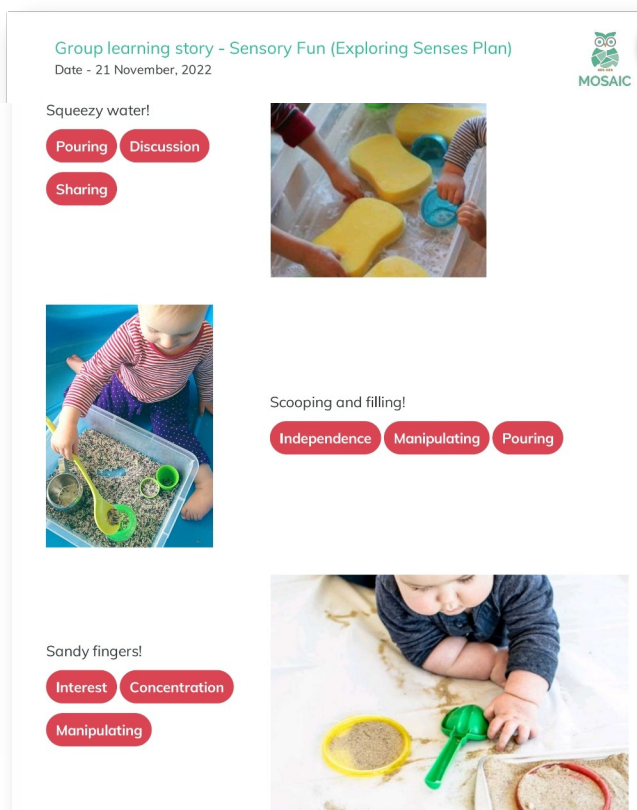 Group learning story - Sensory Fun (Exploring Senses Plan)
Date - 21 November, 2022
MOSAIC
Squeezy water!
Pouring Discussion
Sharing
Scooping and filling!
Independence Manipulating Pouring
Sandy fingers!
Interest Concentration
Manipulating